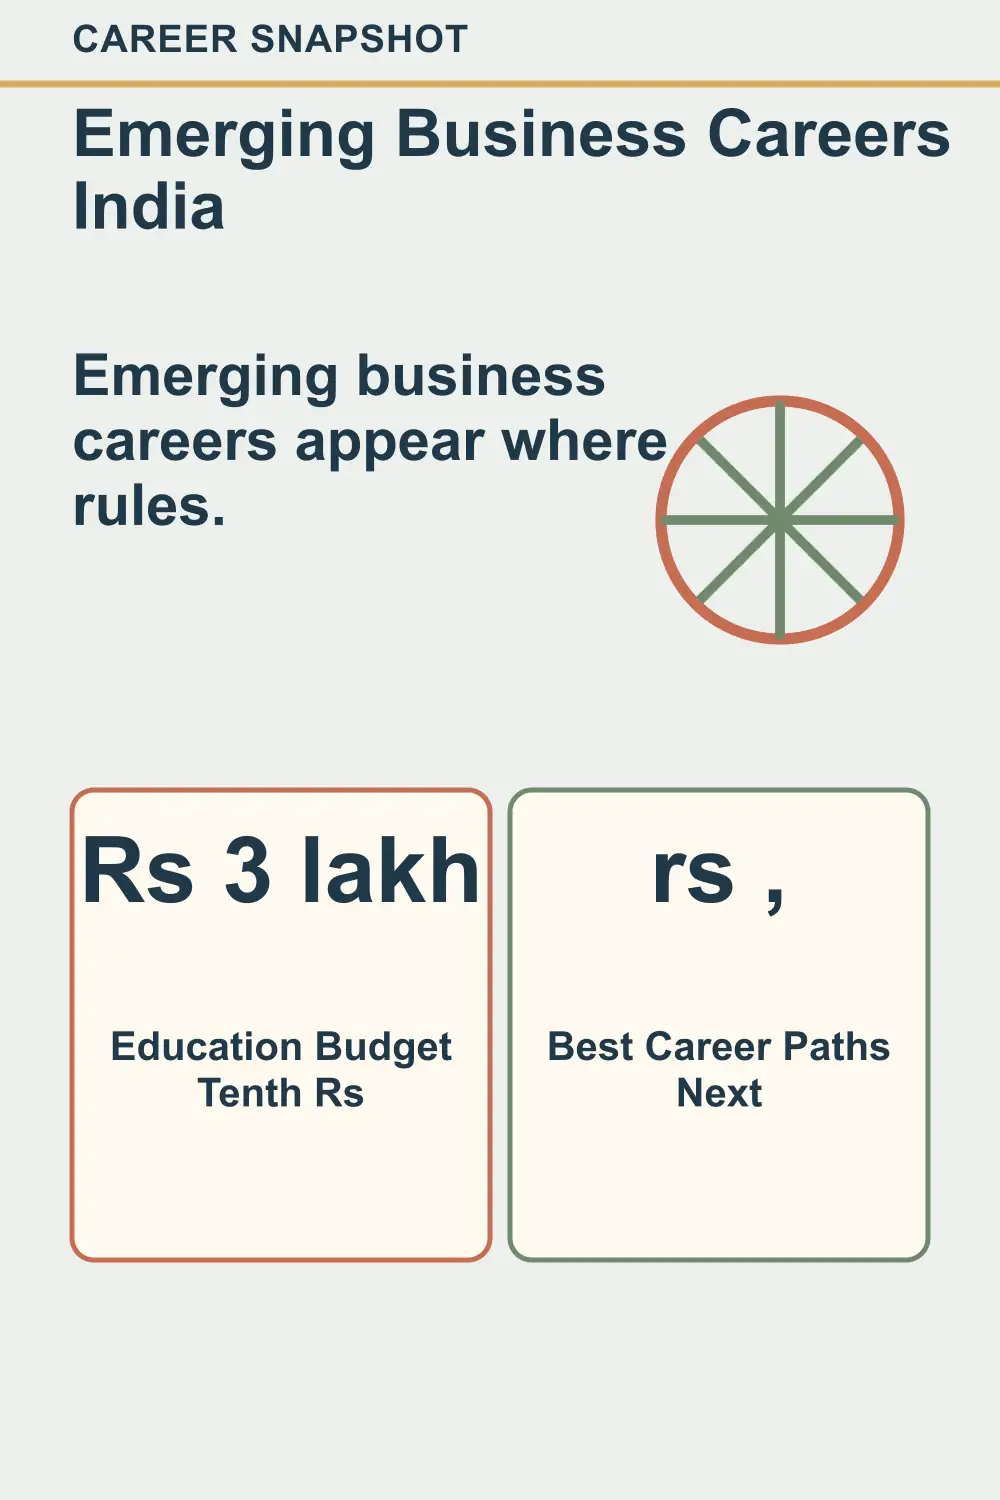 CAREER SNAPSHOT
Emerging Business Careers
India
Emerging business
careers appear where
rules.
Rs 3 lakh
Education Budget
Tenth Rs
rs ,
Best Career Paths
Next